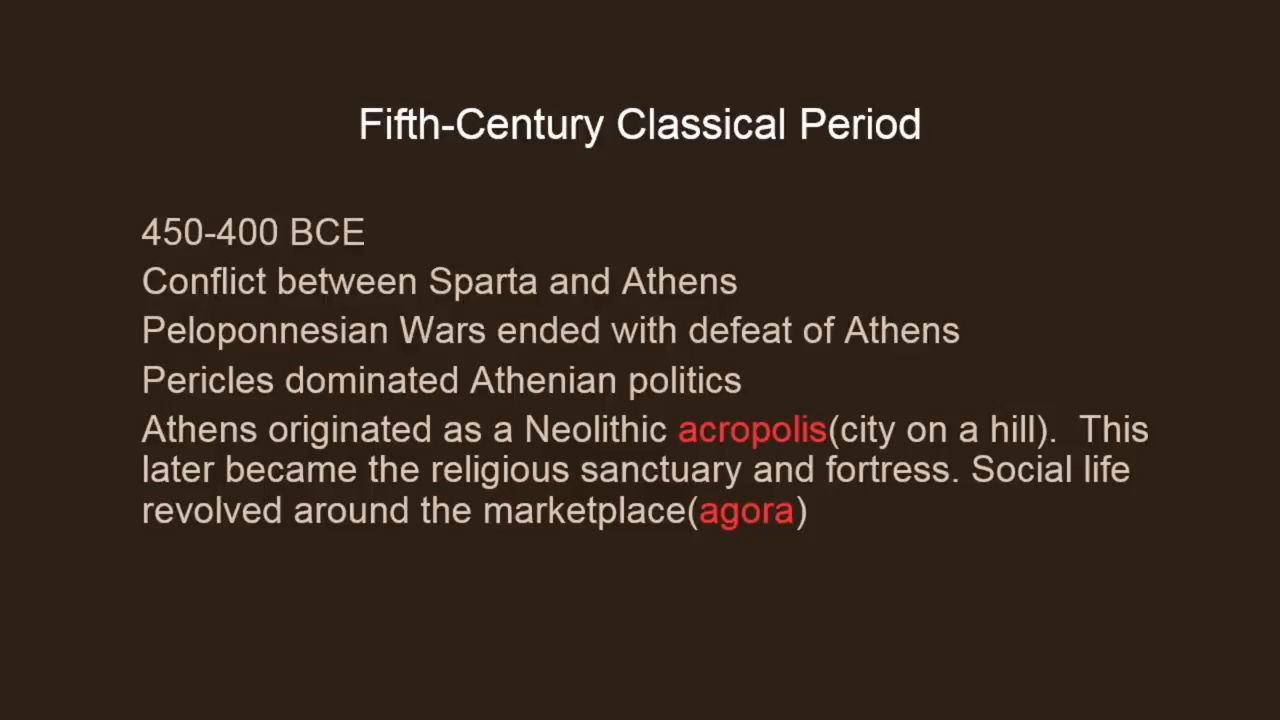 Fifth-Century Classical Period
450-400 BCE
Conflict between Sparta and Athens
Peloponnesian Wars ended with defeat of Athens
Pericles dominated Athenian politics
Athens originated as a Neolithic acropolis(city on a hill).  This
later became the religious sanctuary and fortress. Social life
revolved around the marketplace(agora)